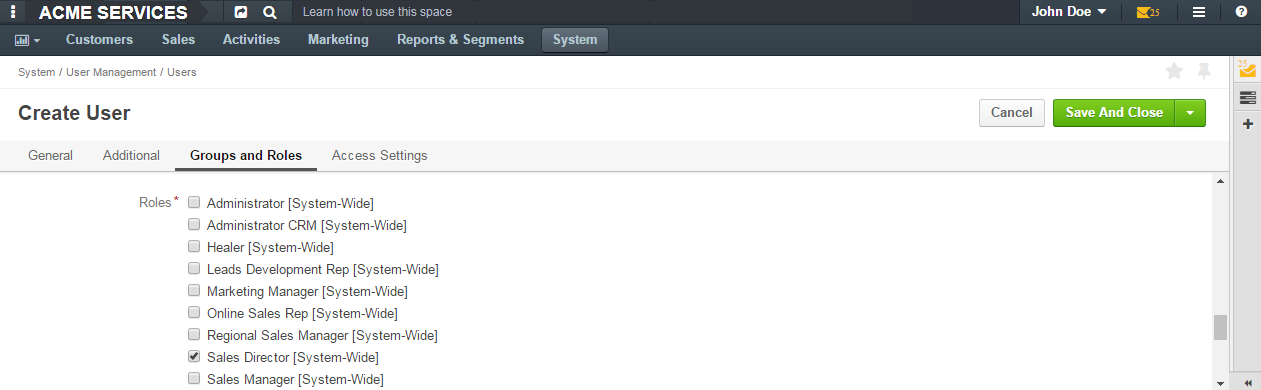 ACME SERVICES Learn how to use this space John Doe 25
Customers Sales Activities Marketing Reports & Segments System
System / User Management / Users
25
Create User Cancel Save And Close
General Additional Groups and Roles Access Settings
Roles* Administrator [System-Wide]
Administrator CRM [System-Wide]
Healer [System-Wide]
Leads Development Rep [System-Wide]
Marketing Manager [System-Wide]
Online Sales Rep [System-Wide]
Regional Sales Manager [System-Wide]
Sales Director [System-Wide]
Sales Manager [System-Wide]